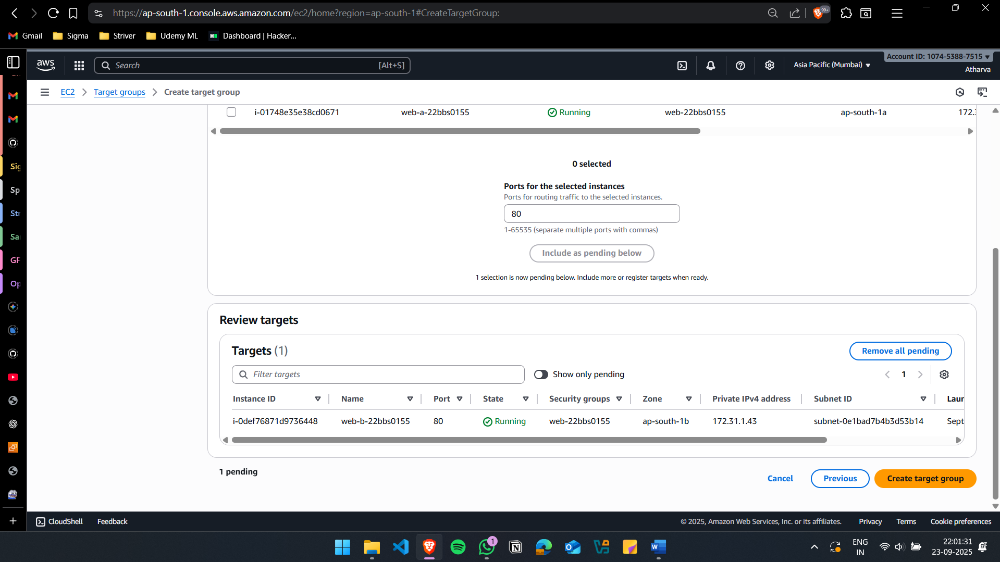 https://ap-south-1.console.aws.amazon.com/ec2/home?region=ap-south-1#CreateTargetGroup:
99+
Gmail
Sigma
Striver
Udemy ML
Dashboard | Hacker...
aws
Search
[Alt+S]
Asia Pacific (Mumbai)
Account ID: 1074-5388-7515
Atharva
EC2
Target groups
Create target group
i-01748e35e38cd0671 web-a-22bbs0155 Running web-22bbs0155 ap-south-1a 172.
0 selected
Ports for the selected instances
Ports for routing traffic to the selected instances.
80
1-65535 (separate multiple ports with commas)
Include as pending below
1 selection is now pending below. Include more or register targets when ready.
Review targets
Targets (1)
Remove all pending
Filter targets
Show only pending
1
Instance ID Name Port State Security groups Zone Private IPv4 address Subnet ID Laun
i-0def76871d9736448 web-b-22bbs0155 80 Running web-22bbs0155 ap-south-1b 172.31.1.43 subnet-0e1bad7b4b3d53b14 Sept
1 pending
Cancel
Previous
Create target group
Sig
Sp
Str
Sa
GF
Op
CloudShell
Feedback
© 2025, Amazon Web Services, Inc. or its affiliates.
Privacy
Terms
Cookie preferences
1
ENG
IN
22:01:31
23-09-2025